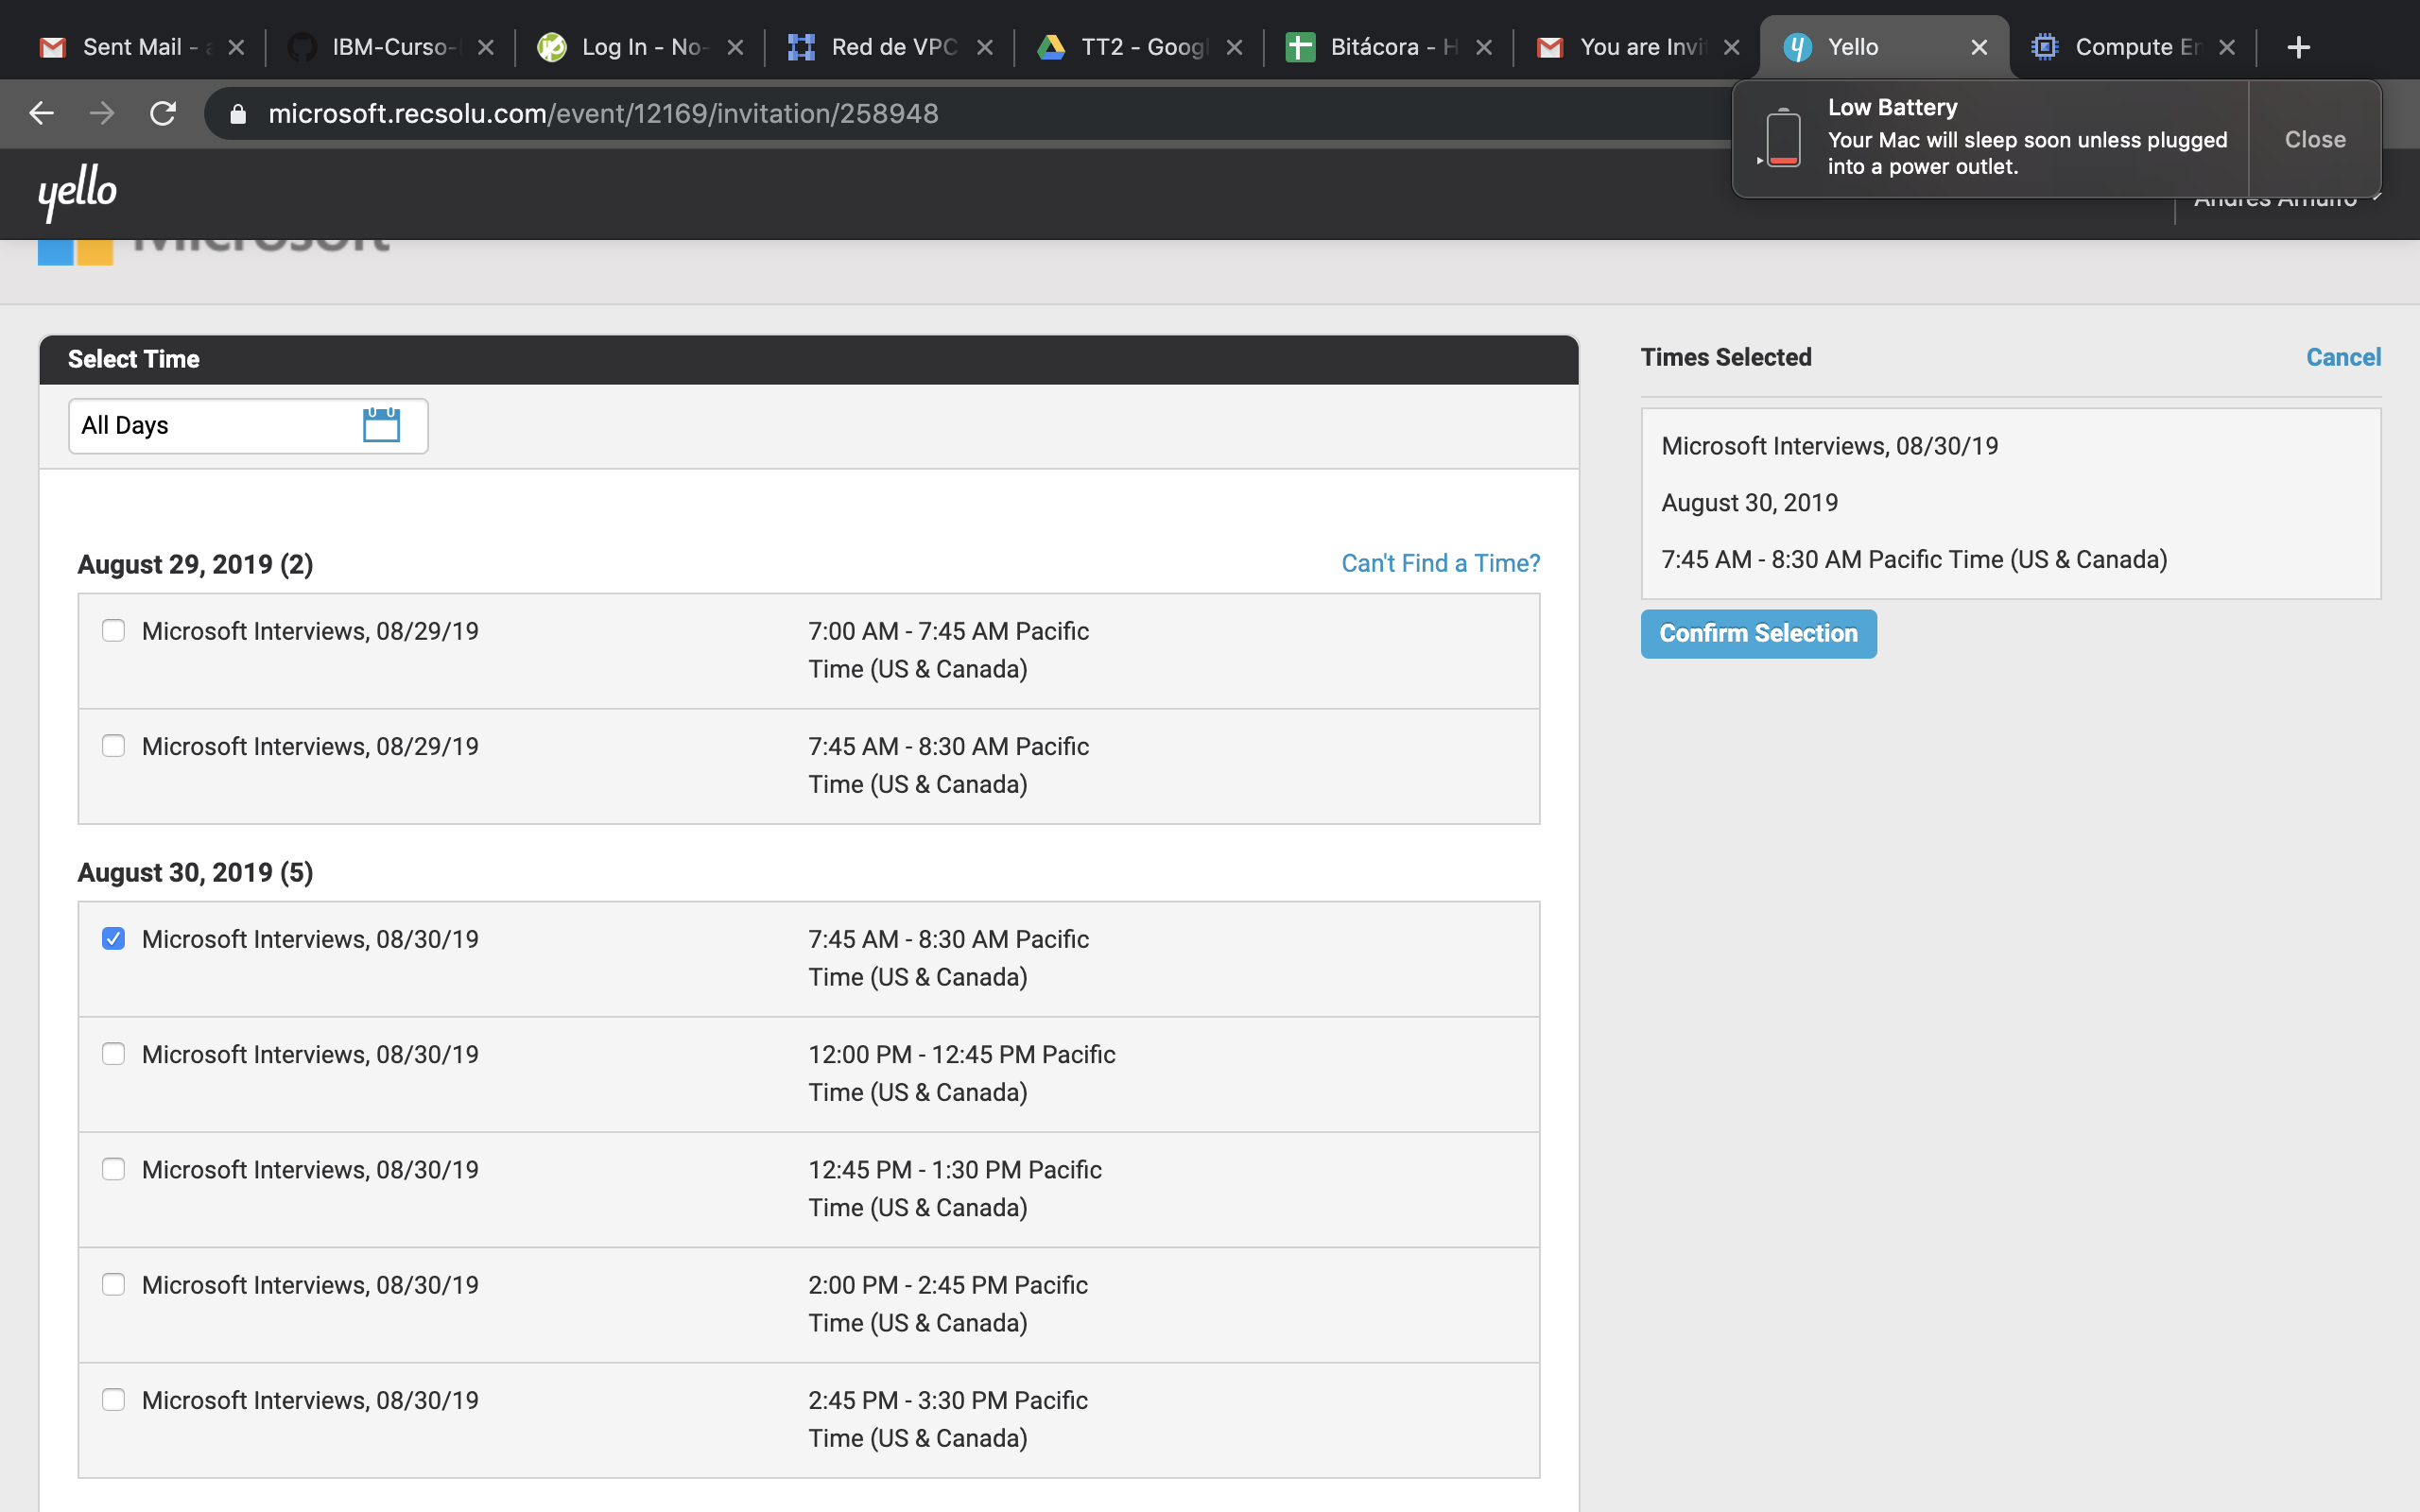 Sent Mail -
IBM-Curso-
Log In - No-
Red de VPC
TT2 - Googl
Bitácora - H
You are Invi
Yello
Compute En
microsoft.recsolu.com/event/12169/invitation/258948
Low Battery
Your Mac will sleep soon unless plugged
into a power outlet.
Close
yello
Microsoft
Select Time
All Days
August 29, 2019 (2)
Can't Find a Time?
Microsoft Interviews, 08/29/19
7:00 AM - 7:45 AM Pacific
Time (US & Canada)
Microsoft Interviews, 08/29/19
7:45 AM - 8:30 AM Pacific
Time (US & Canada)
August 30, 2019 (5)
Microsoft Interviews, 08/30/19
7:45 AM - 8:30 AM Pacific
Time (US & Canada)
Microsoft Interviews, 08/30/19
12:00 PM - 12:45 PM Pacific
Time (US & Canada)
Microsoft Interviews, 08/30/19
12:45 PM - 1:30 PM Pacific
Time (US & Canada)
Microsoft Interviews, 08/30/19
2:00 PM - 2:45 PM Pacific
Time (US & Canada)
Microsoft Interviews, 08/30/19
2:45 PM - 3:30 PM Pacific
Time (US & Canada)
Times Selected
Cancel
Microsoft Interviews, 08/30/19
August 30, 2019
7:45 AM - 8:30 AM Pacific Time (US & Canada)
Confirm Selection